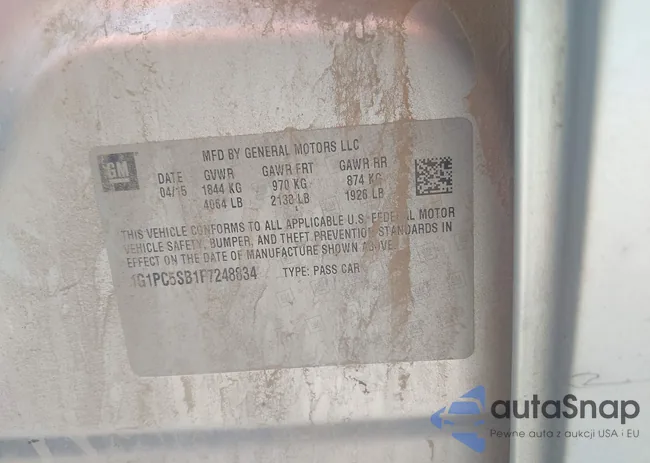 GM
MFD BY GENERAL MOTORS LLC
DATE GVWR GAWR FRT GAWR RR
04/15 1844 KG 970 KG 874 KG
4064 LB 2138 LB 1926 LB
THIS VEHICLE CONFORMS TO ALL APPLICABLE U.S. FEDERAL MOTOR
VEHICLE SAFETY, BUMPER, AND THEFT PREVENTION STANDARDS IN
EFFECT ON THE DATE OF MANUFACTURE SHOWN ABOVE.
1G1PC5SB1F7248834 TYPE: PASS CAR
autaSnap
Pewne auta z aukcji USA i EU